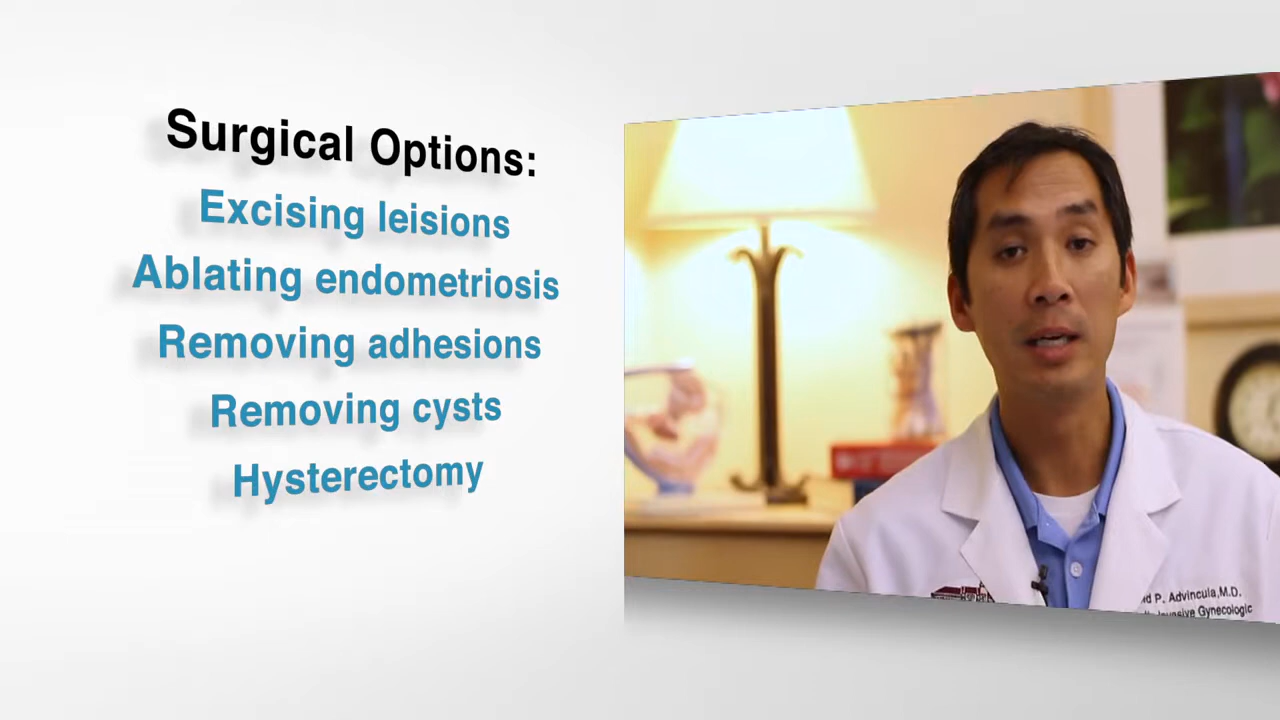 Surgical Options:
Excising leisions
Ablating endometriosis
Removing adhesions
Removing cysts
Hysterectomy
P. Advincula, M.D.
Gynecologic